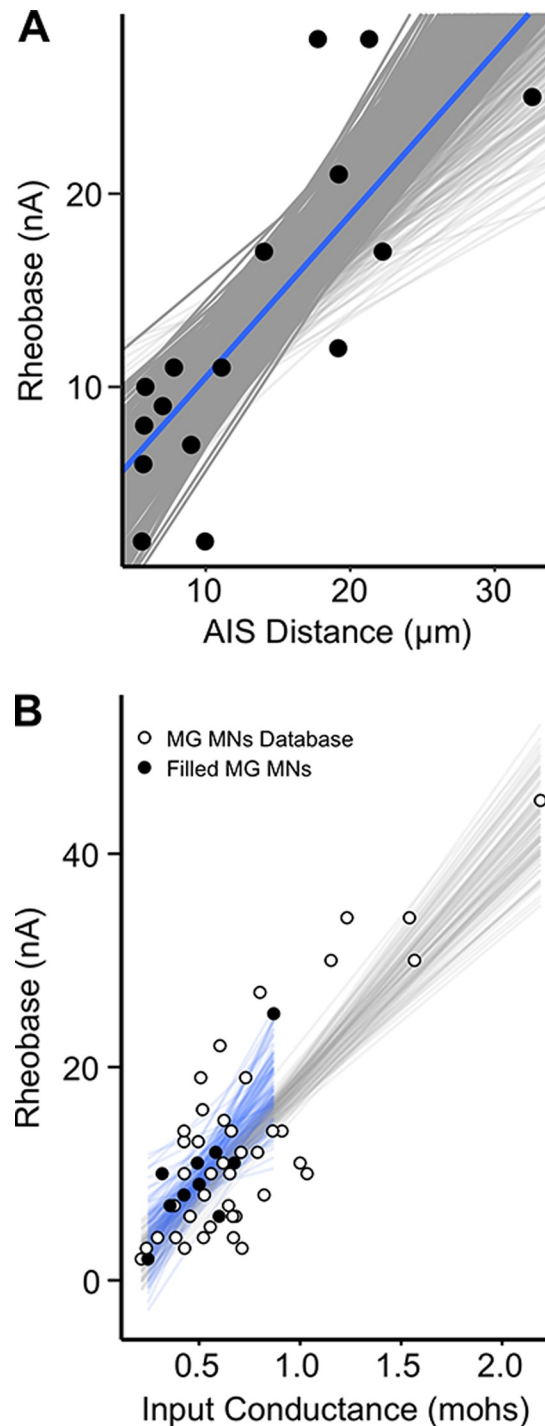 A
Rheobase (nA)
20
10
10 20 30
AIS Distance (μm)
B
MG MNs Database
Filled MG MNs
Rheobase (nA)
40
20
0
0.5 1.0 1.5 2.0
Input Conductance (mohs)